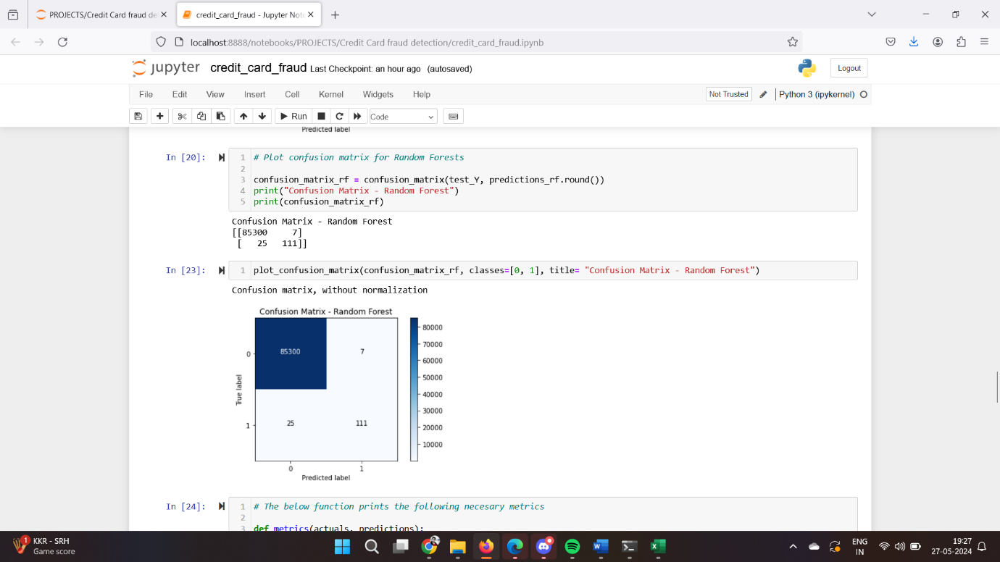 PROJECTS/Credit Card fraud de
credit_card_fraud - Jupyter Note
localhost:8888/notebooks/PROJECTS/Credit Card fraud detection/credit_card_fraud.ipynb
jupyter credit_card_fraud Last Checkpoint: an hour ago (autosaved)
Logout
File Edit View Insert Cell Kernel Widgets Help
Not Trusted Python 3 (ipykernel)
Run Code
Predicted label
In [20]:
1 # Plot confusion matrix for Random Forests
2
3 confusion_matrix_rf = confusion_matrix(test_Y, predictions_rf.round())
4 print("Confusion Matrix - Random Forest")
5 print(confusion_matrix_rf)
Confusion Matrix - Random Forest
[[85300 7]
[ 25 111]]
In [23]:
1 plot_confusion_matrix(confusion_matrix_rf, classes=[0, 1], title= "Confusion Matrix - Random Forest")
Confusion matrix, without normalization
Confusion Matrix - Random Forest
85300 7
25 111
0
1
True label
0 1
Predicted label
80000
70000
60000
50000
40000
30000
20000
10000
In [24]:
1 # The below function prints the following necesary metrics
2
3 def metrics(actuals, predictions):
1
KKR - SRH
Game score
ENG
IN
19:27
27-05-2024